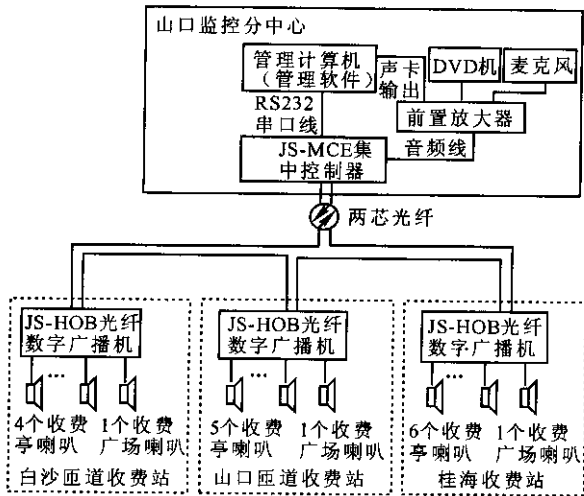 山口监控分中心
管理计算机
（管理软件）
声卡
输出
DVD机
麦克风
RS232
串口线
前置放大器
JS-MCE集
中控制器
音频线
两芯光纤
JS-HOB光纤
数字广播机
4个收费
亭喇叭
1个收费
广场喇叭
白沙匝道收费站
JS-HOB光纤
数字广播机
5个收费
亭喇叭
1个收费
广场喇叭
山口匝道收费站
JS-HOB光纤
数字广播机
6个收费
亭喇叭
1个收费
广场喇叭
桂海收费站